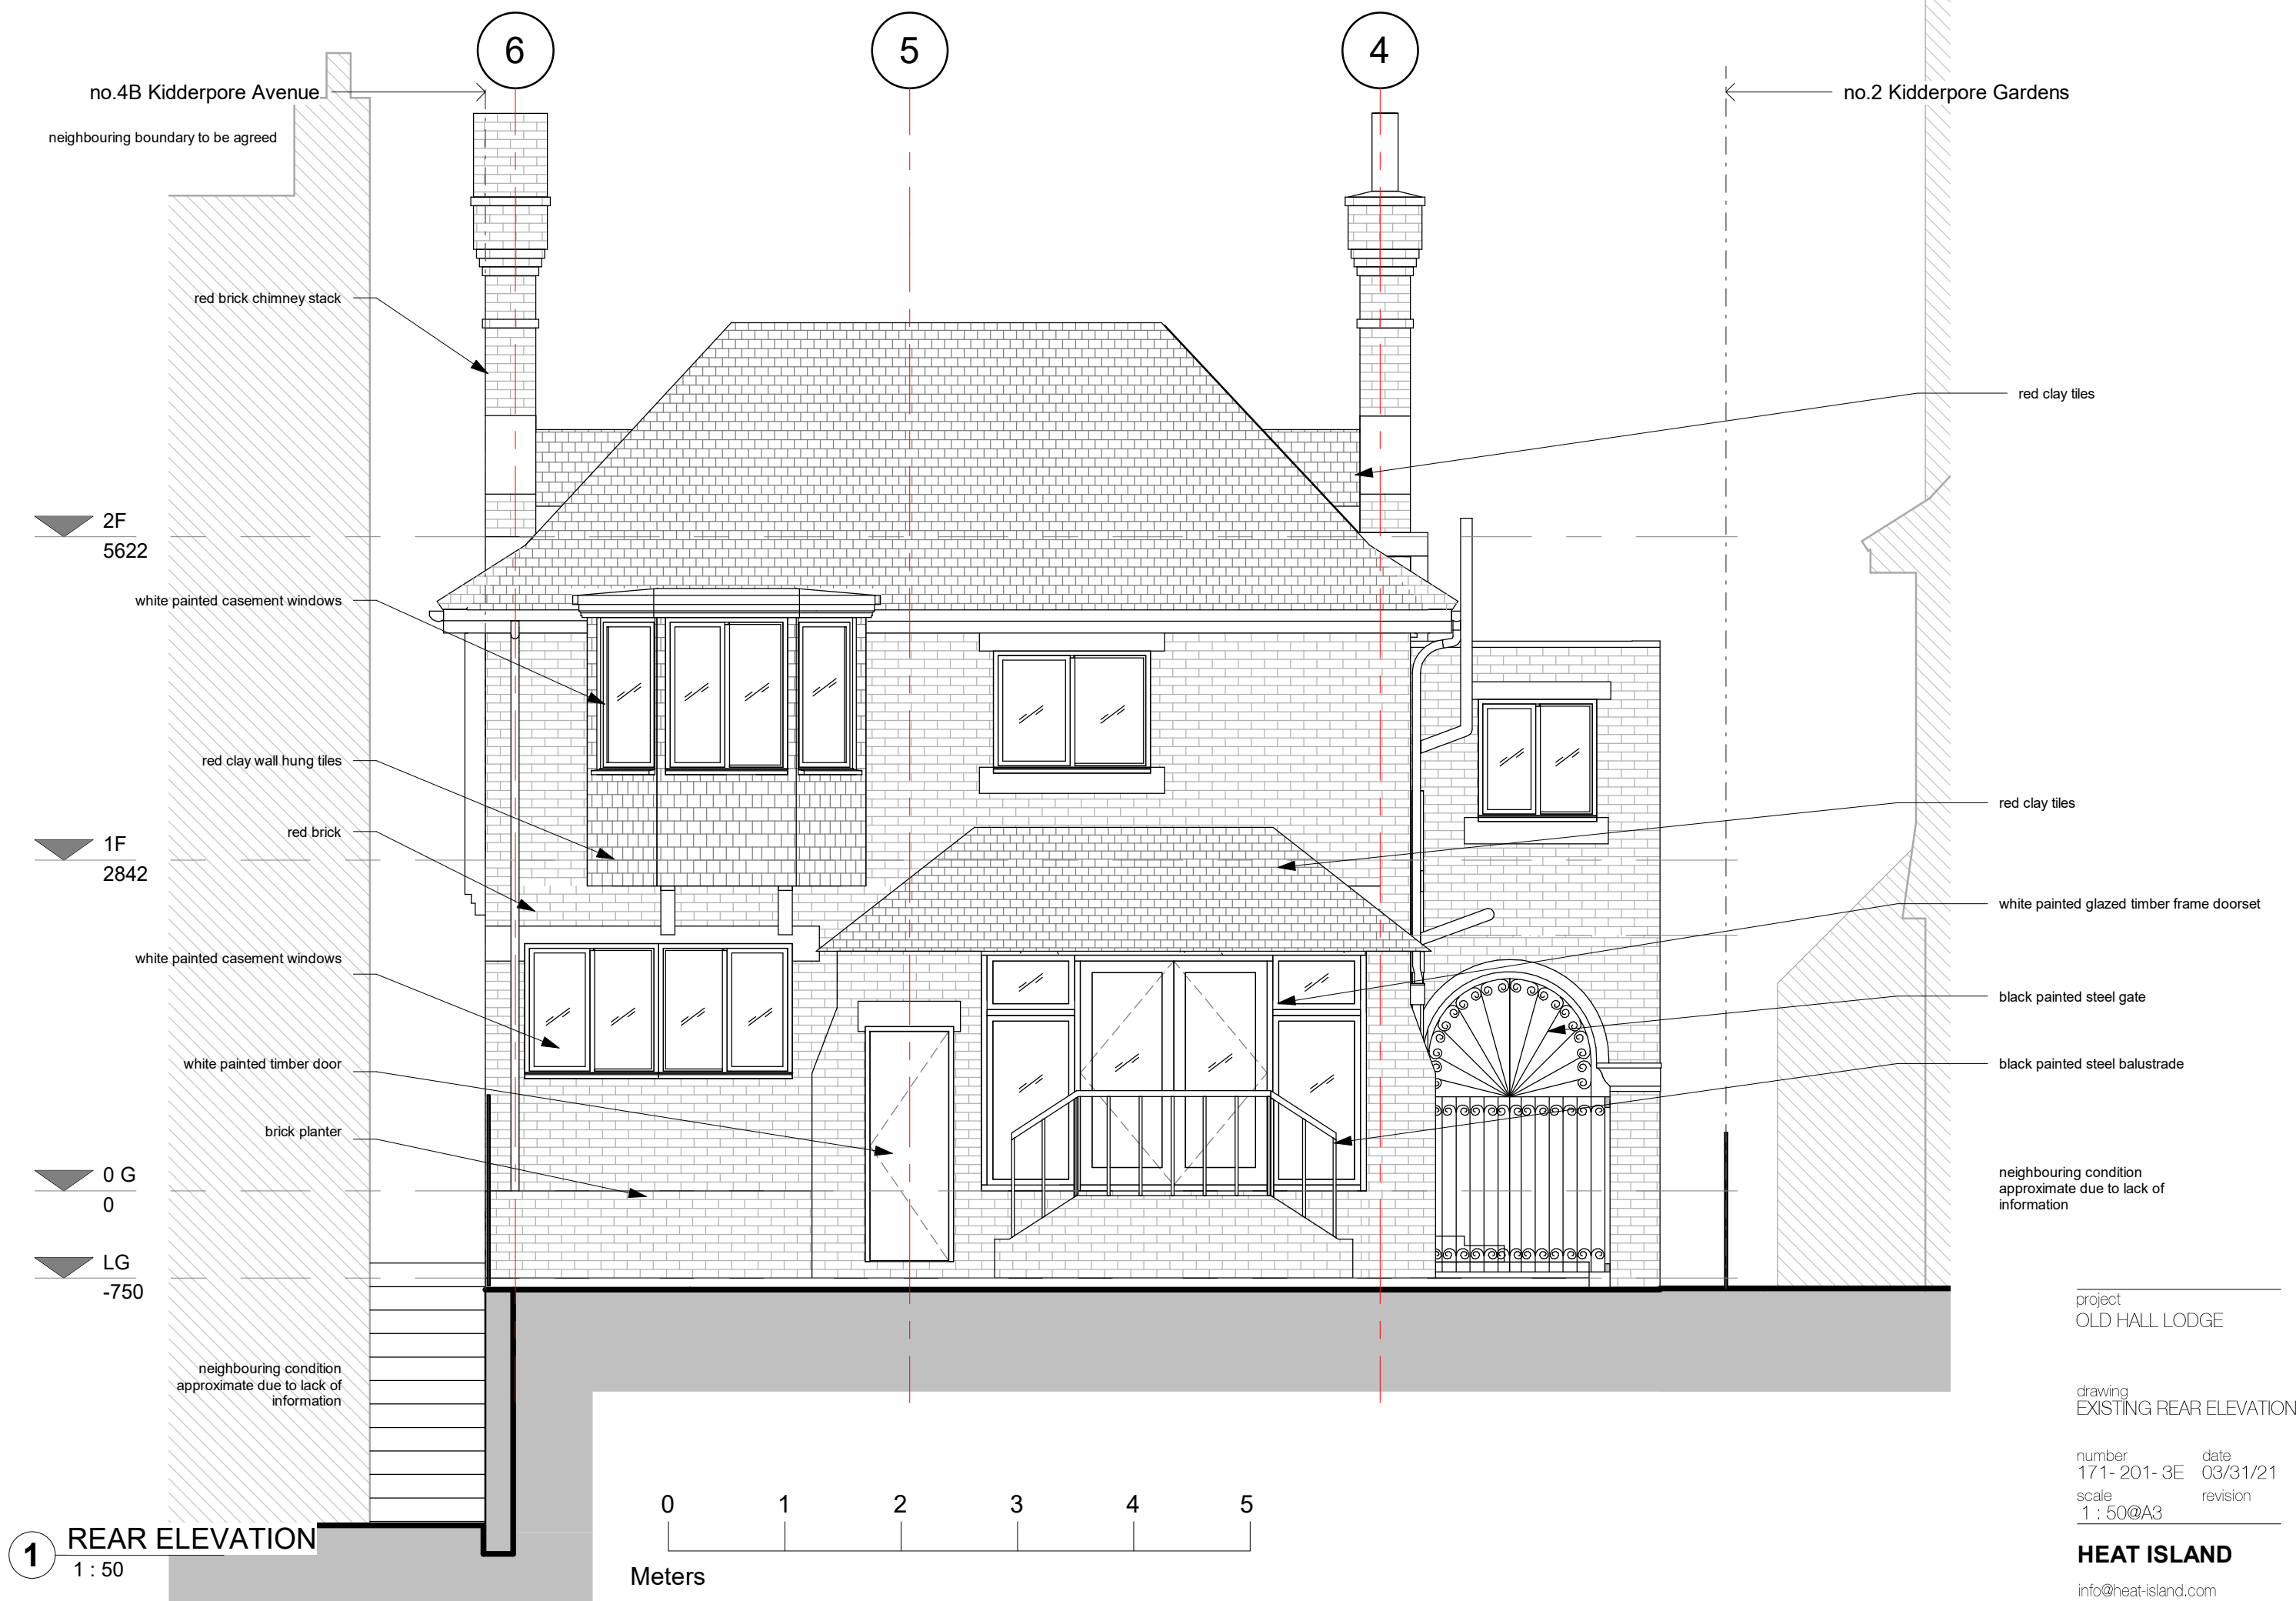 6
5
4
no.4B Kidderpore Avenue
no.2 Kidderpore Gardens
neighbouring boundary to be agreed
red brick chimney stack
red clay tiles
2F
5622
white painted casement windows
red clay wall hung tiles
red clay tiles
red brick
1F
2842
white painted glazed timber frame doorset
white painted casement windows
black painted steel gate
white painted timber door
black painted steel balustrade
brick planter
0 G
0
neighbouring condition
approximate due to lack of
information
LG
-750
project
OLD HALL LODGE
neighbouring condition
approximate due to lack of
information
drawing
EXISTING REAR ELEVATION
number date
171- 201- 3E 03/31/21
scale revision
1 : 50@A3
0 1 2 3 4 5
Meters
1 REAR ELEVATION
1 : 50
HEAT ISLAND
info@heat-island.com